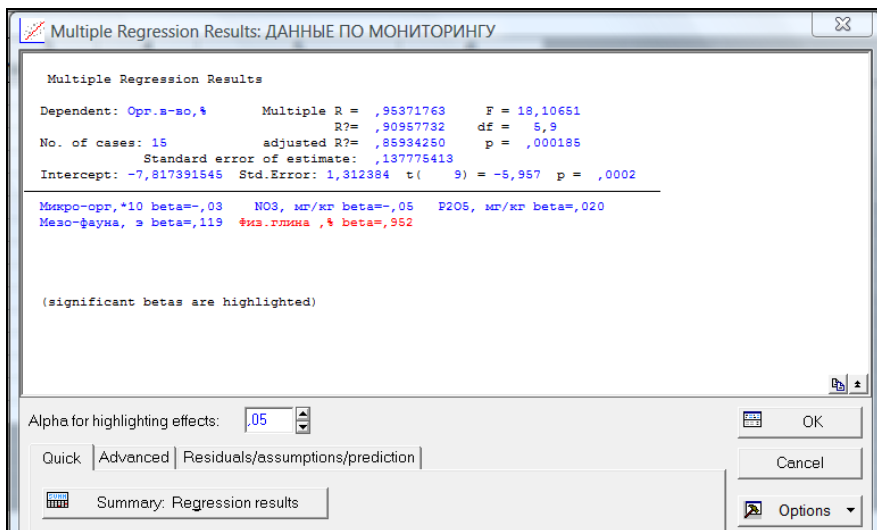 Multiple Regression Results: ДАННЫЕ ПО МОНИТОРИНГУ
Multiple Regression Results
Dependent: Орг.в-во,% Multiple R = ,95371763 F = 18,10651
R?= ,90957732 df = 5,9
No. of cases: 15 adjusted R?= ,85934250 p = ,000185
Standard error of estimate: ,137775413
Intercept: -7,817391545 Std.Error: 1,312384 t( 9) = -5,957 p = ,0002
Микро-орг,*10 beta=-,03 NO3, мг/кг beta=-,05 P2O5, мг/кг beta=,020
Мезо-фауна, э beta=,119 Физ.глина ,% beta=,952
(significant betas are highlighted)
Alpha for highlighting effects: ,05
OK
Quick Advanced Residuals/assumptions/prediction
Cancel
Summary: Regression results
Options